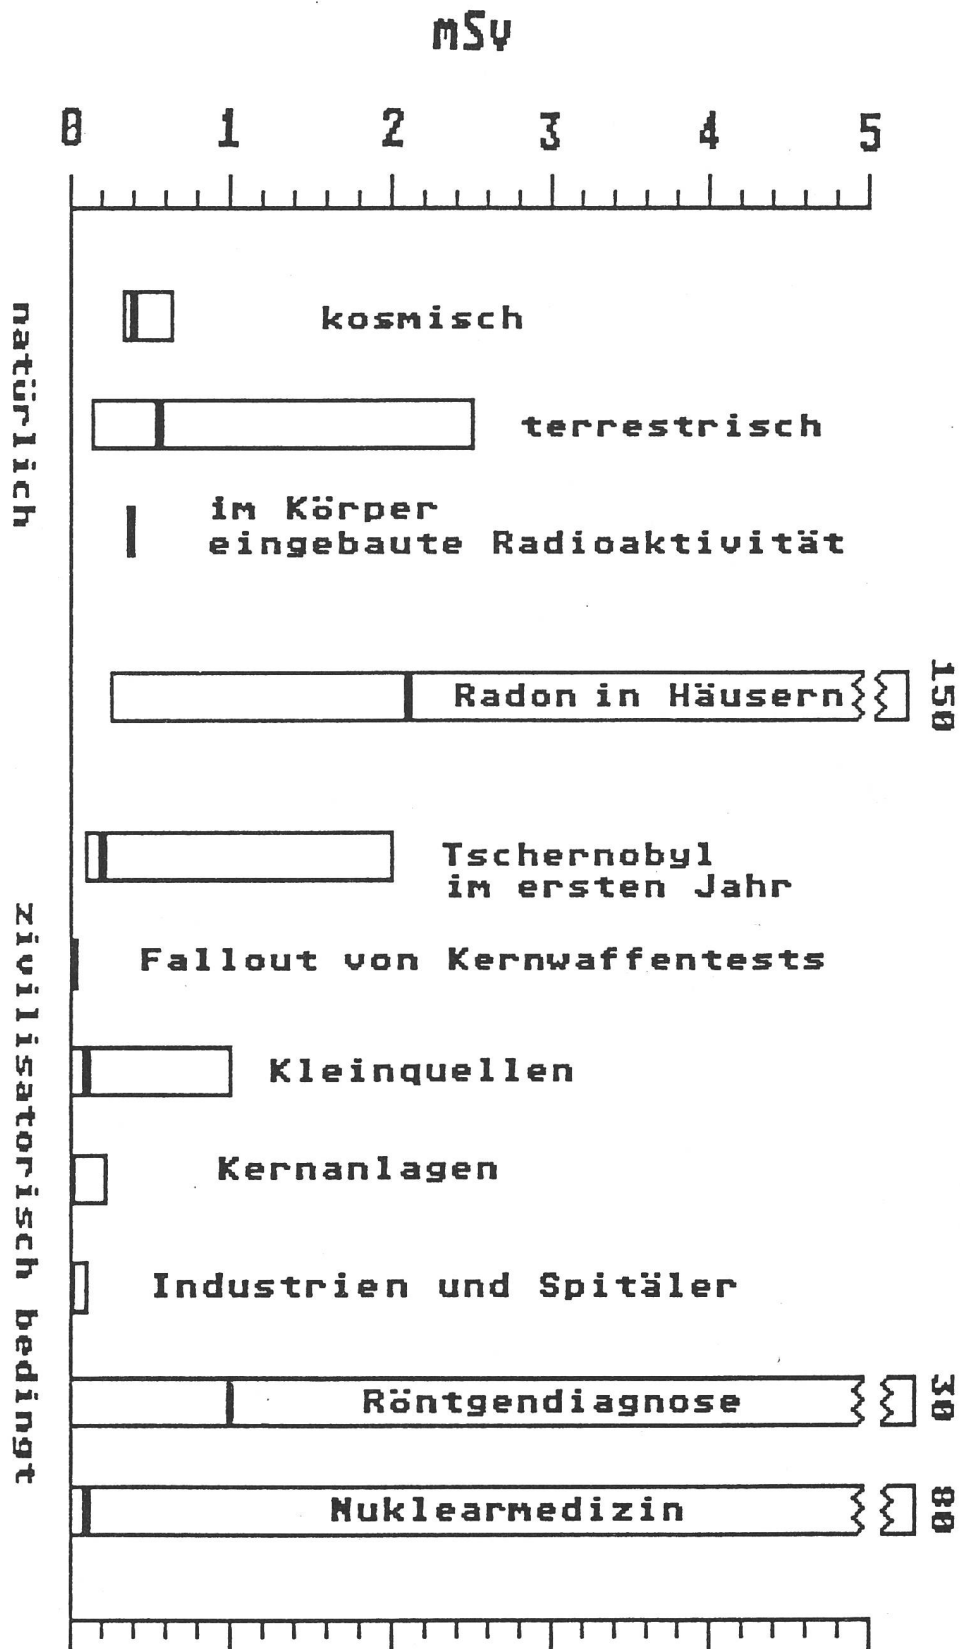 mSv
0 1 2 3 4 5
natürlich
kosmisch
terrestrisch
im Körper
eingebaute Radioaktivität
Radon in Häusern
150
zivilisatorisch bedingt
Tschernobyl
im ersten Jahr
Fallout von Kernwaffentests
Kleinquellen
Kernanlagen
Industrien und Spitäler
Röntgendiagnose
30
Nuklearmedizin
80